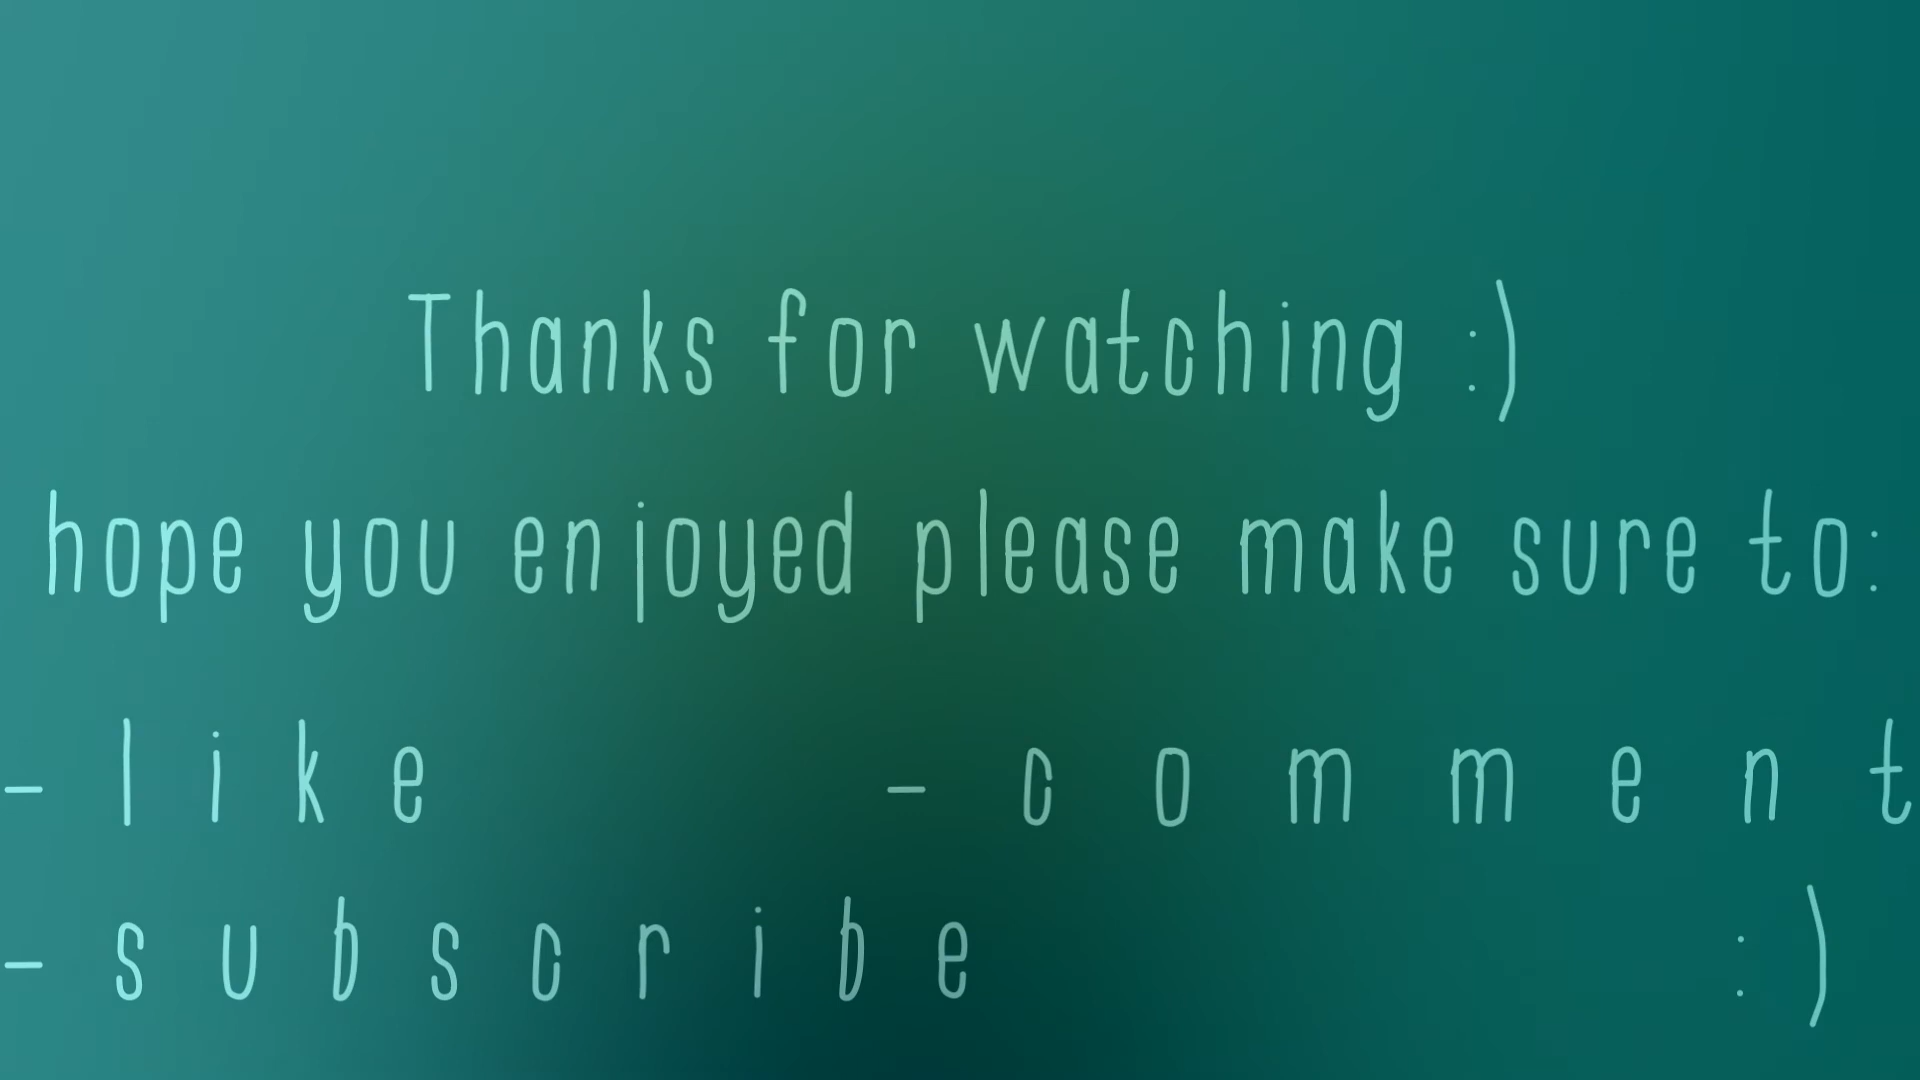 Thanks for watching :)
hope you enjoyed please make sure to:
- like - comment
- subscribe :)